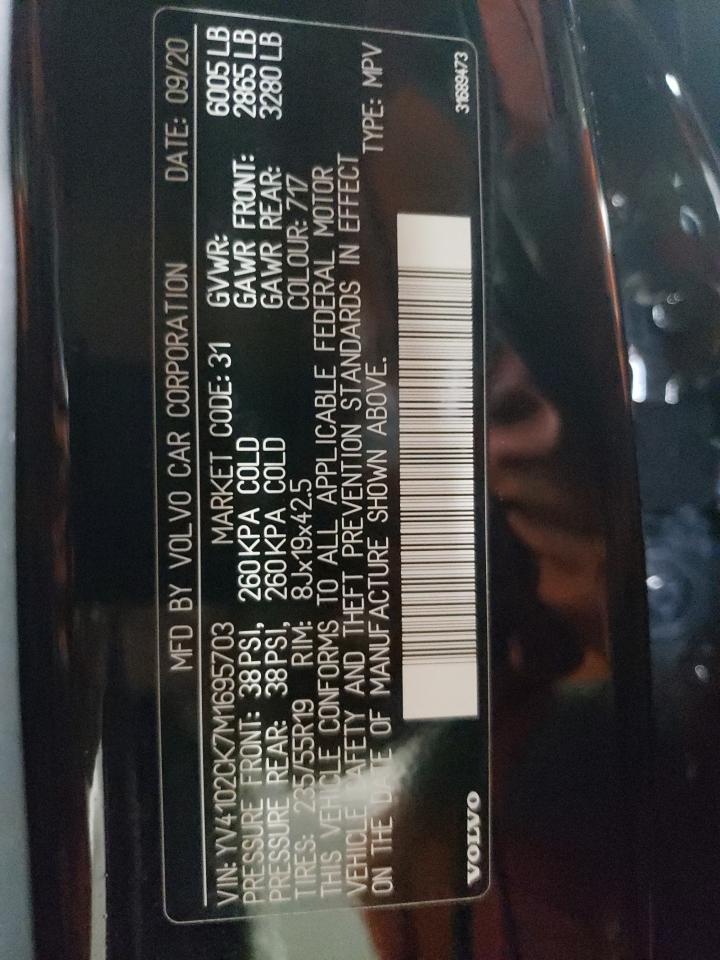 MFD BY VOLVO CAR CORPORATION DATE: 09/20
VIN: YV4102CK7M1695703 MARKET CODE: 31 GVWR: 6005 LB
PRESSURE FRONT: 38PSI, 260KPA COLD GAWR FRONT: 2865 LB
PRESSURE REAR: 38PSI, 260KPA COLD GAWR REAR: 3280 LB
TIRES: 235/55R19 RIM: 8Jx19x42.5 COLOUR: 717
THIS VEHICLE CONFORMS TO ALL APPLICABLE FEDERAL MOTOR
VEHICLE SAFETY AND THEFT PREVENTION STANDARDS IN EFFECT
ON THE DATE OF MANUFACTURE SHOWN ABOVE. TYPE: MPV
VOLVO 31689473